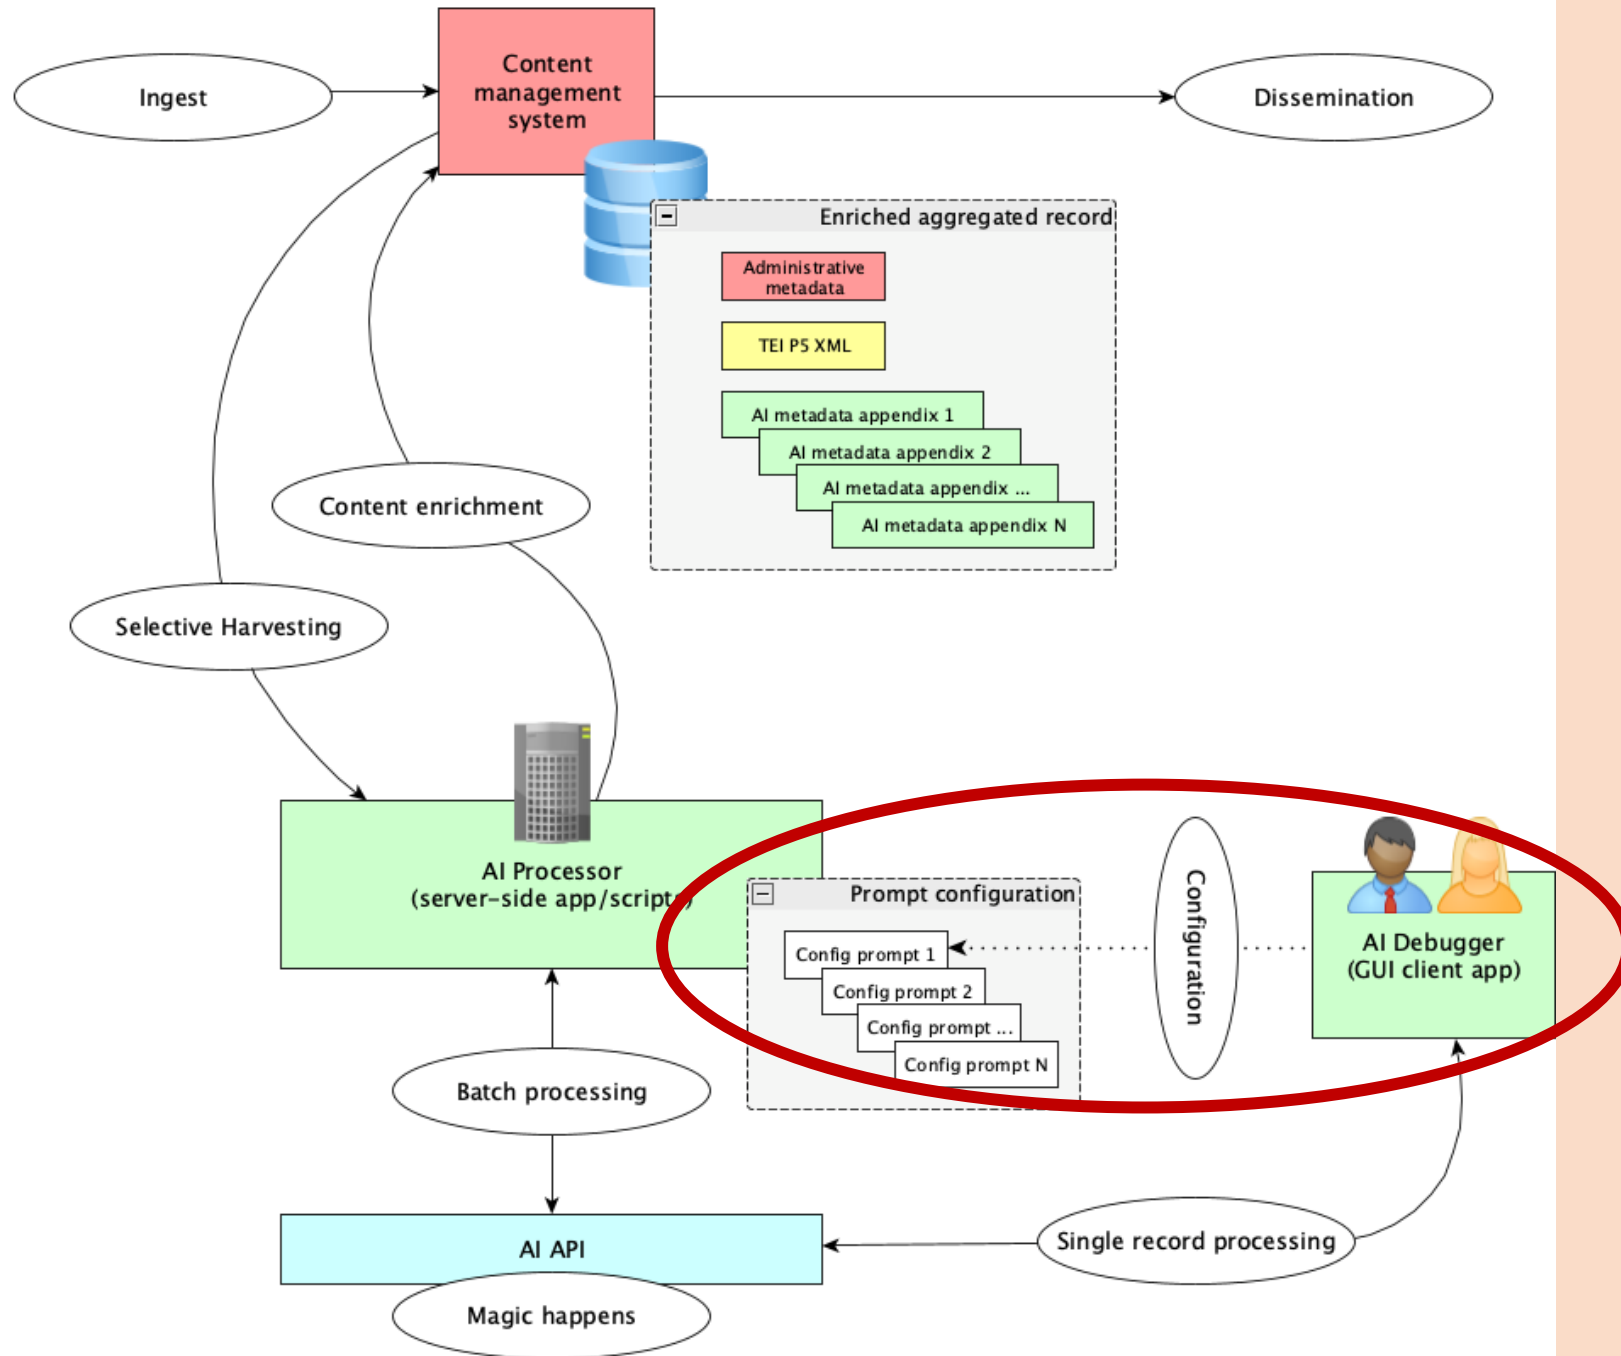 Ingest
Content
management
system
Dissemination
Enriched aggregated record
Administrative
metadata
TEI P5 XML
AI metadata appendix 1
AI metadata appendix 2
AI metadata appendix ...
AI metadata appendix N
Content enrichment
Selective Harvesting
AI Processor
(server-side app/scripts)
Prompt configuration
Config prompt 1
Config prompt 2
Config prompt ...
Config prompt N
Configuration
AI Debugger
(GUI client app)
Batch processing
AI API
Single record processing
Magic happens